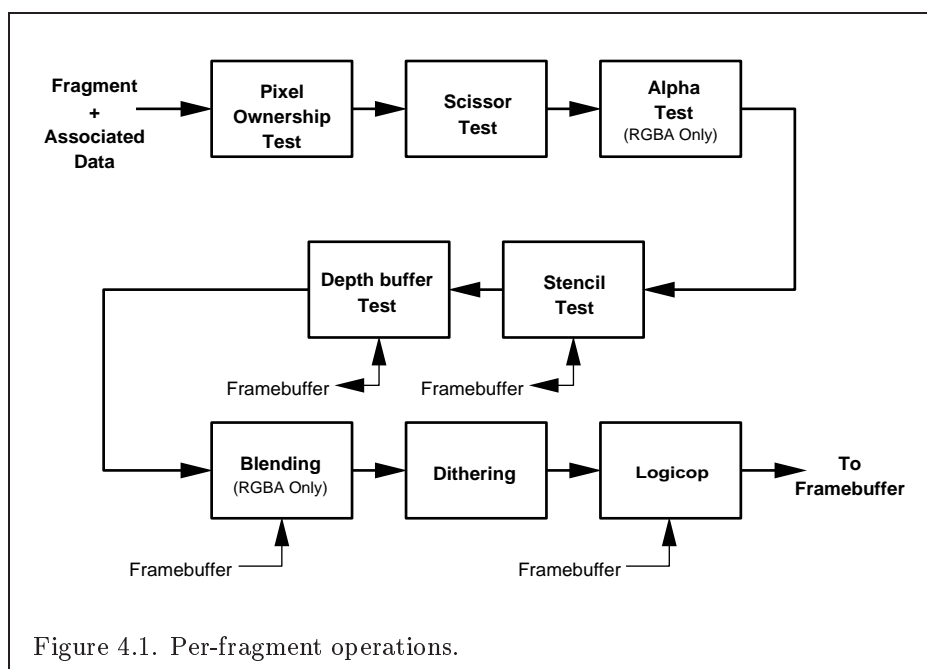 Fragment
+
Associated
Data
Pixel
Ownership
Test
Scissor
Test
Alpha
Test
(RGBA Only)
Depth buffer
Test
Stencil
Test
Framebuffer
Framebuffer
Blending
(RGBA Only)
Dithering
Logicop
To
Framebuffer
Framebuffer
Framebuffer
Figure 4.1. Per-fragment operations.